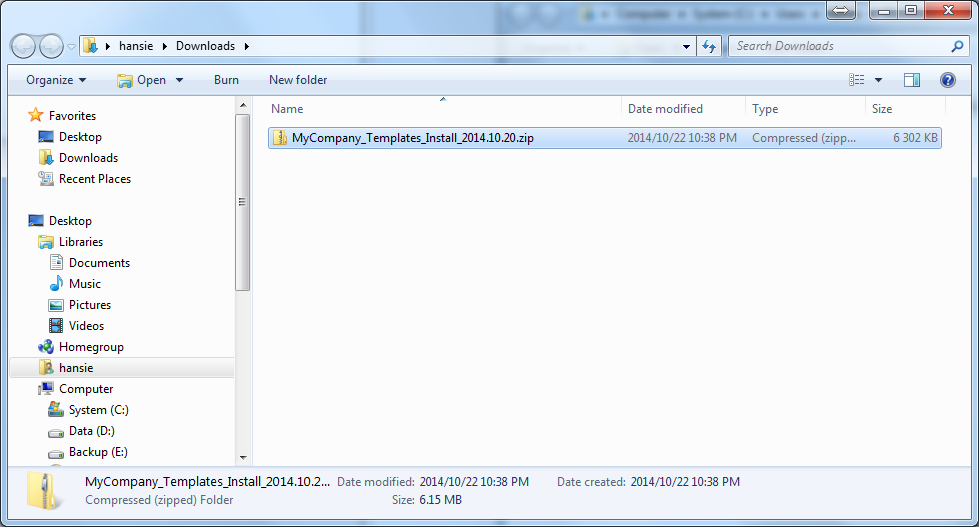 Computer System (C:) Users
hansie Downloads Search Downloads
Organize Open Burn New folder
Name Date modified Type Size
MyCompany_Templates_Install_2014.10.20.zip 2014/10/22 10:38 PM Compressed (zipp... 6 302 KB
Favorites
Desktop
Downloads
Recent Places
Desktop
Libraries
Documents
Music
Pictures
Videos
Homegroup
hansie
Computer
System (C:)
Data (D:)
Backup (E:)
MyCompany_Templates_Install_2014.10.2... Date modified: 2014/10/22 10:38 PM Date created: 2014/10/22 10:38 PM
Compressed (zipped) Folder Size: 6.15 MB